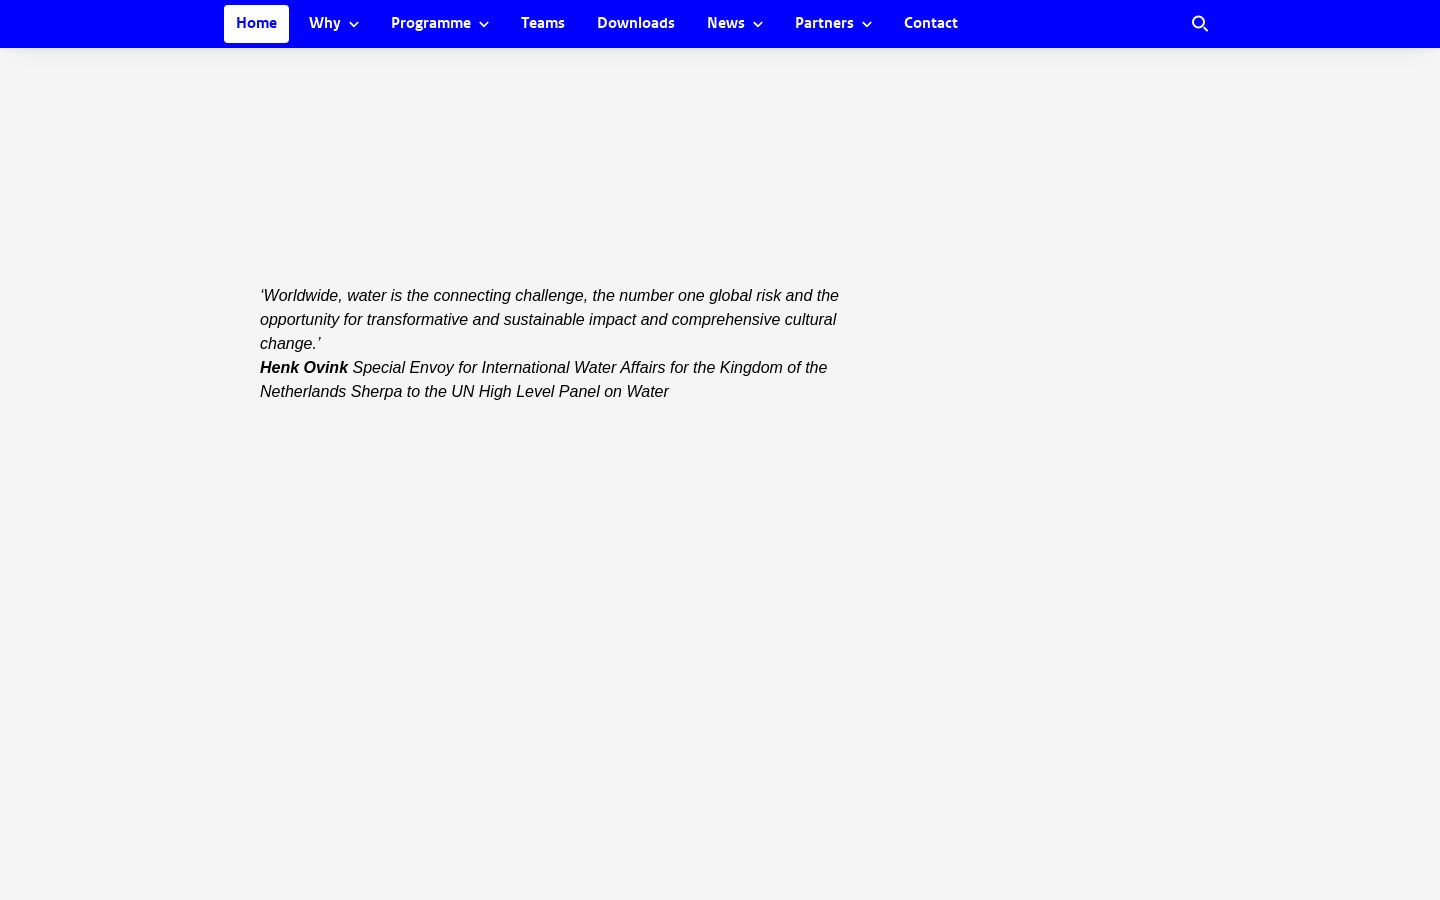 Home Why Programme Teams Downloads News Partners Contact
‘Worldwide, water is the connecting challenge, the number one global risk and the
opportunity for transformative and sustainable impact and comprehensive cultural
change.’
Henk Ovink Special Envoy for International Water Affairs for the Kingdom of the
Netherlands Sherpa to the UN High Level Panel on Water